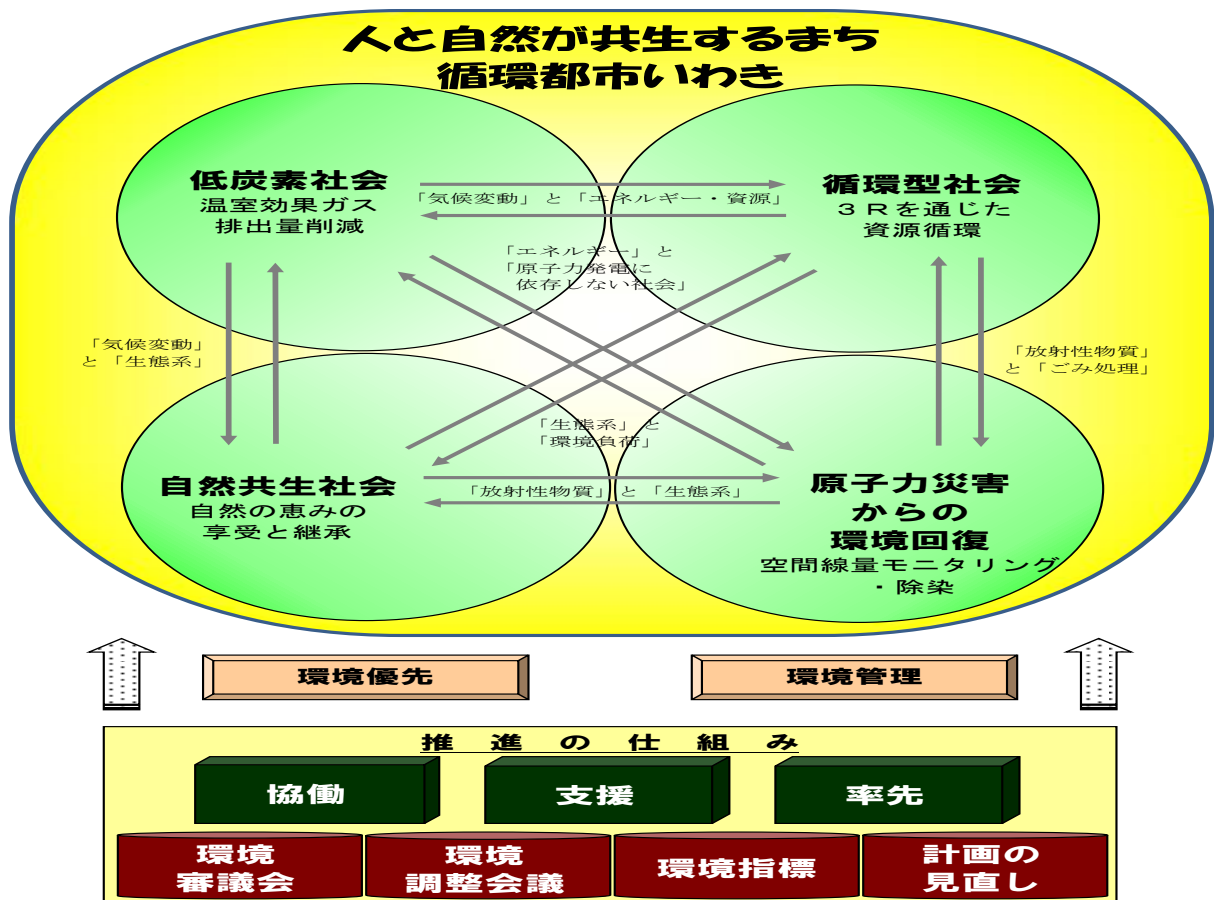 人と自然が共生するまち
循環都市いわき
低炭素社会
温室効果ガス
排出量削減
「気候変動」と「エネルギー・資源」
循環型社会
３Ｒを通じた
資源循環
「エネルギー」と
「原子力発電に
依存しない社会」
「気候変動」
と「生態系」
「放射性物質」
と「ごみ処理」
「生態系」と
「環境負荷」
自然共生社会
自然の恵みの
享受と継承
「放射性物質」と「生態系」
原子力災害
からの
環境回復
空間線量モニタリング
・除染
環境優先
環境管理
推進の仕組み
協働
支援
率先
環境
審議会
環境
調整会議
環境指標
計画の
見直し